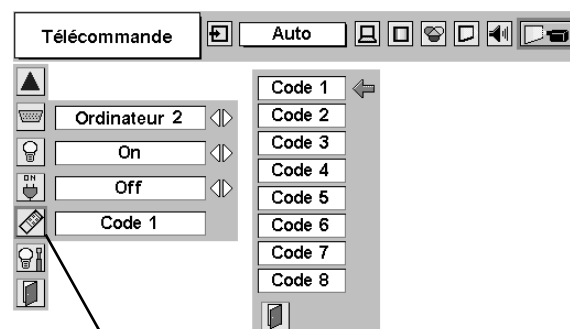 Télécommande
Auto
Ordinateur 2
On
Off
ON
Code 1
Code 1
Code 2
Code 3
Code 4
Code 5
Code 6
Code 7
Code 8